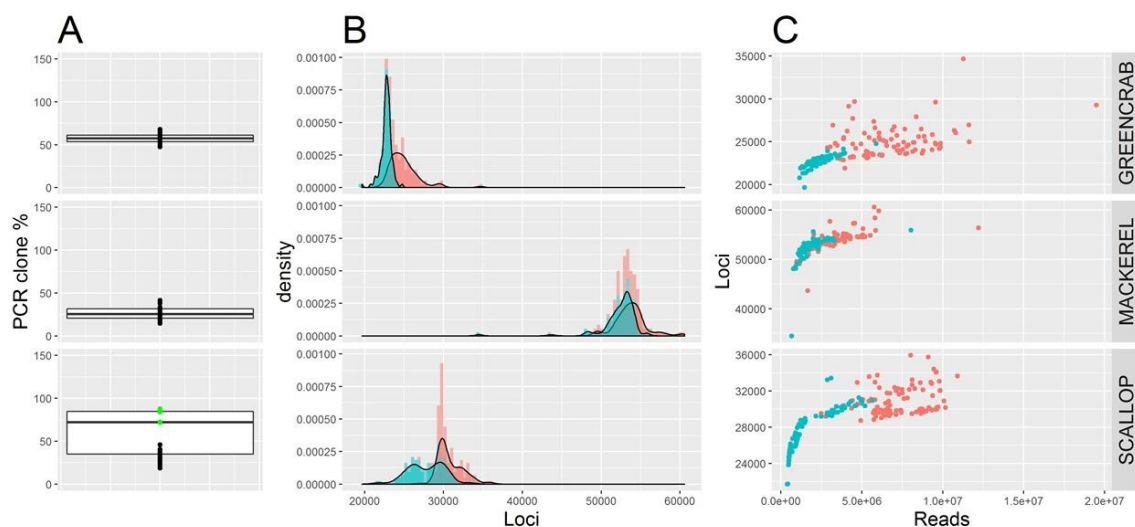 A
B
C
PCR clone %
150
100
50
0
150
100
50
0
150
100
50
0
density
0.00100
0.00075
0.00050
0.00025
0.00000
0.00100
0.00075
0.00050
0.00025
0.00000
0.00100
0.00075
0.00050
0.00025
0.00000
20000 30000 40000 50000 60000
Loci
Loci
35000
30000
25000
20000
60000
50000
40000
36000
32000
28000
24000
0.0e+00 5.0e+06 1.0e+07 1.5e+07 2.0e+07
Reads
GREENCRAB
MACKEREL
SCALLOP